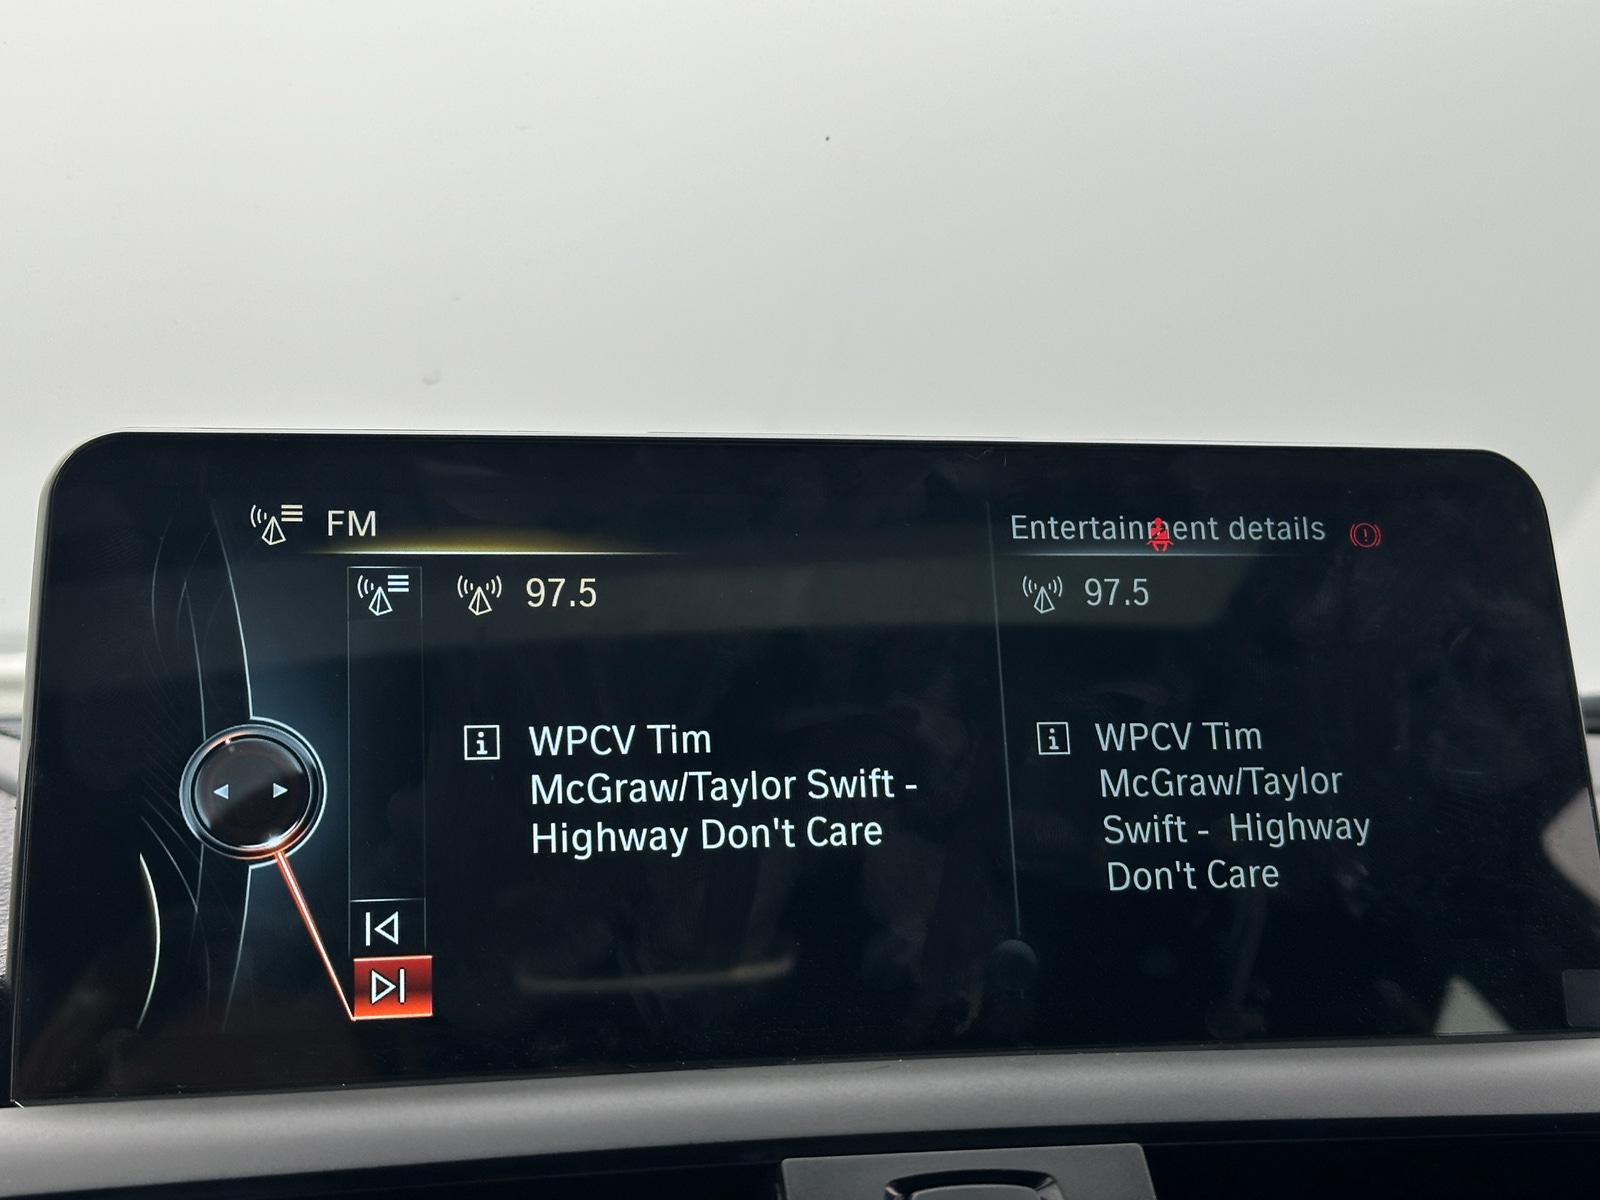 FM
97.5
WPCV Tim
McGraw/Taylor Swift -
Highway Don't Care
Entertainment details
97.5
WPCV Tim
McGraw/Taylor
Swift - Highway
Don't Care